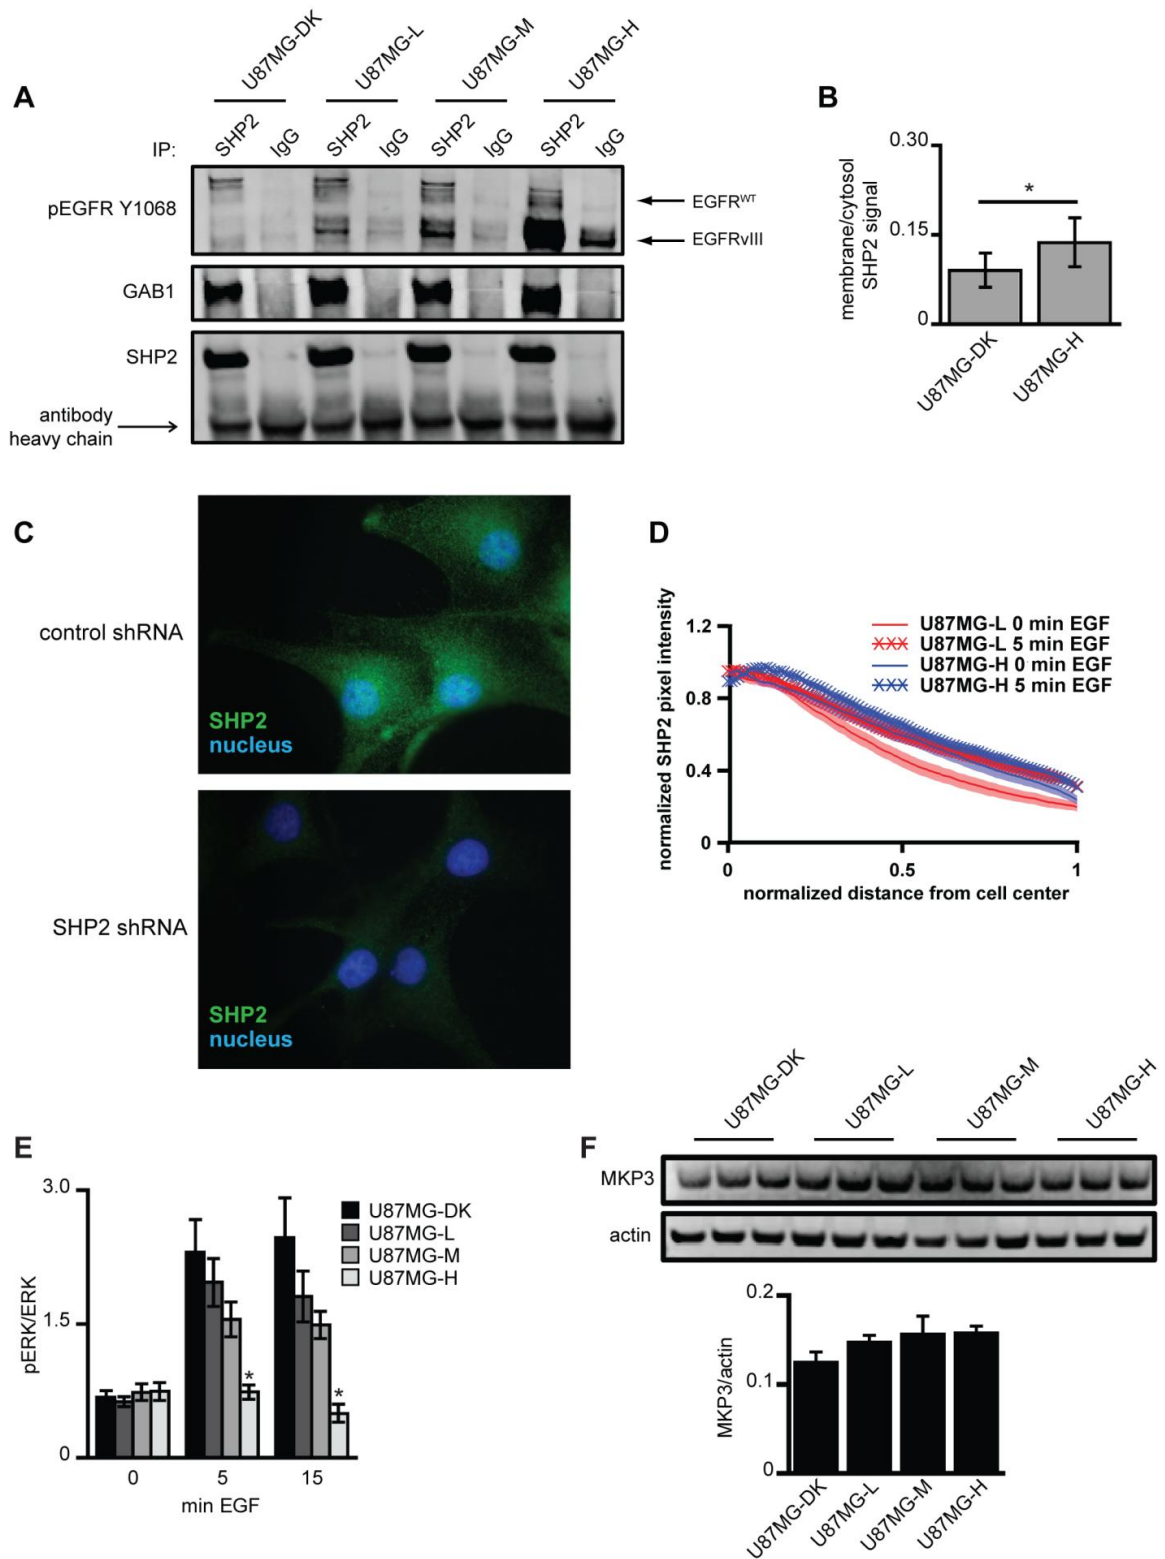 A
U87MG-DK
U87MG-L
U87MG-M
U87MG-H
IP:
SHP2
IgG
SHP2
IgG
SHP2
IgG
SHP2
IgG
pEGFR Y1068
EGFRWT
EGFRvIII
GAB1
SHP2
antibody
heavy chain
B
membrane/cytosol
SHP2 signal
0.30
0.15
0
*
U87MG-DK
U87MG-H
C
control shRNA
SHP2
nucleus
SHP2 shRNA
SHP2
nucleus
D
normalized SHP2 pixel intensity
1.2
0.8
0.4
0
U87MG-L 0 min EGF
U87MG-L 5 min EGF
U87MG-H 0 min EGF
U87MG-H 5 min EGF
0
0.5
1
normalized distance from cell center
E
pERK/ERK
3.0
1.5
0
U87MG-DK
U87MG-L
U87MG-M
U87MG-H
*
*
0
5
15
min EGF
F
U87MG-DK
U87MG-L
U87MG-M
U87MG-H
MKP3
actin
MKP3/actin
0.2
0.1
0
U87MG-DK
U87MG-L
U87MG-M
U87MG-H